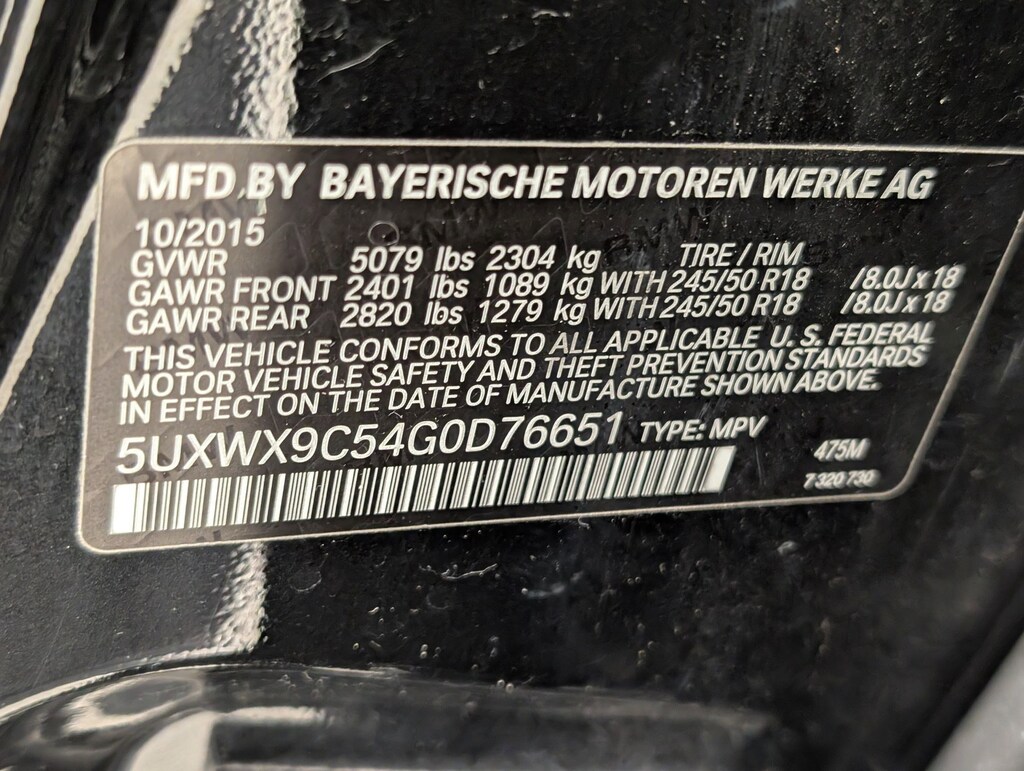 MFD.BY BAYERISCHE MOTOREN WERKE AG
10/2015
GVWR 5079 lbs 2304 kg TIRE / RIM
GAWR FRONT 2401 lbs 1089 kg WITH 245/50 R18 /8.0J x 18
GAWR REAR 2820 lbs 1279 kg WITH 245/50 R18 /8.0J x 18
THIS VEHICLE CONFORMS TO ALL APPLICABLE U.S. FEDERAL
MOTOR VEHICLE SAFETY AND THEFT PREVENTION STANDARDS
IN EFFECT ON THE DATE OF MANUFACTURE SHOWN ABOVE.
5UXWX9C54G0D76651 TYPE: MPV 475M
7 320 730